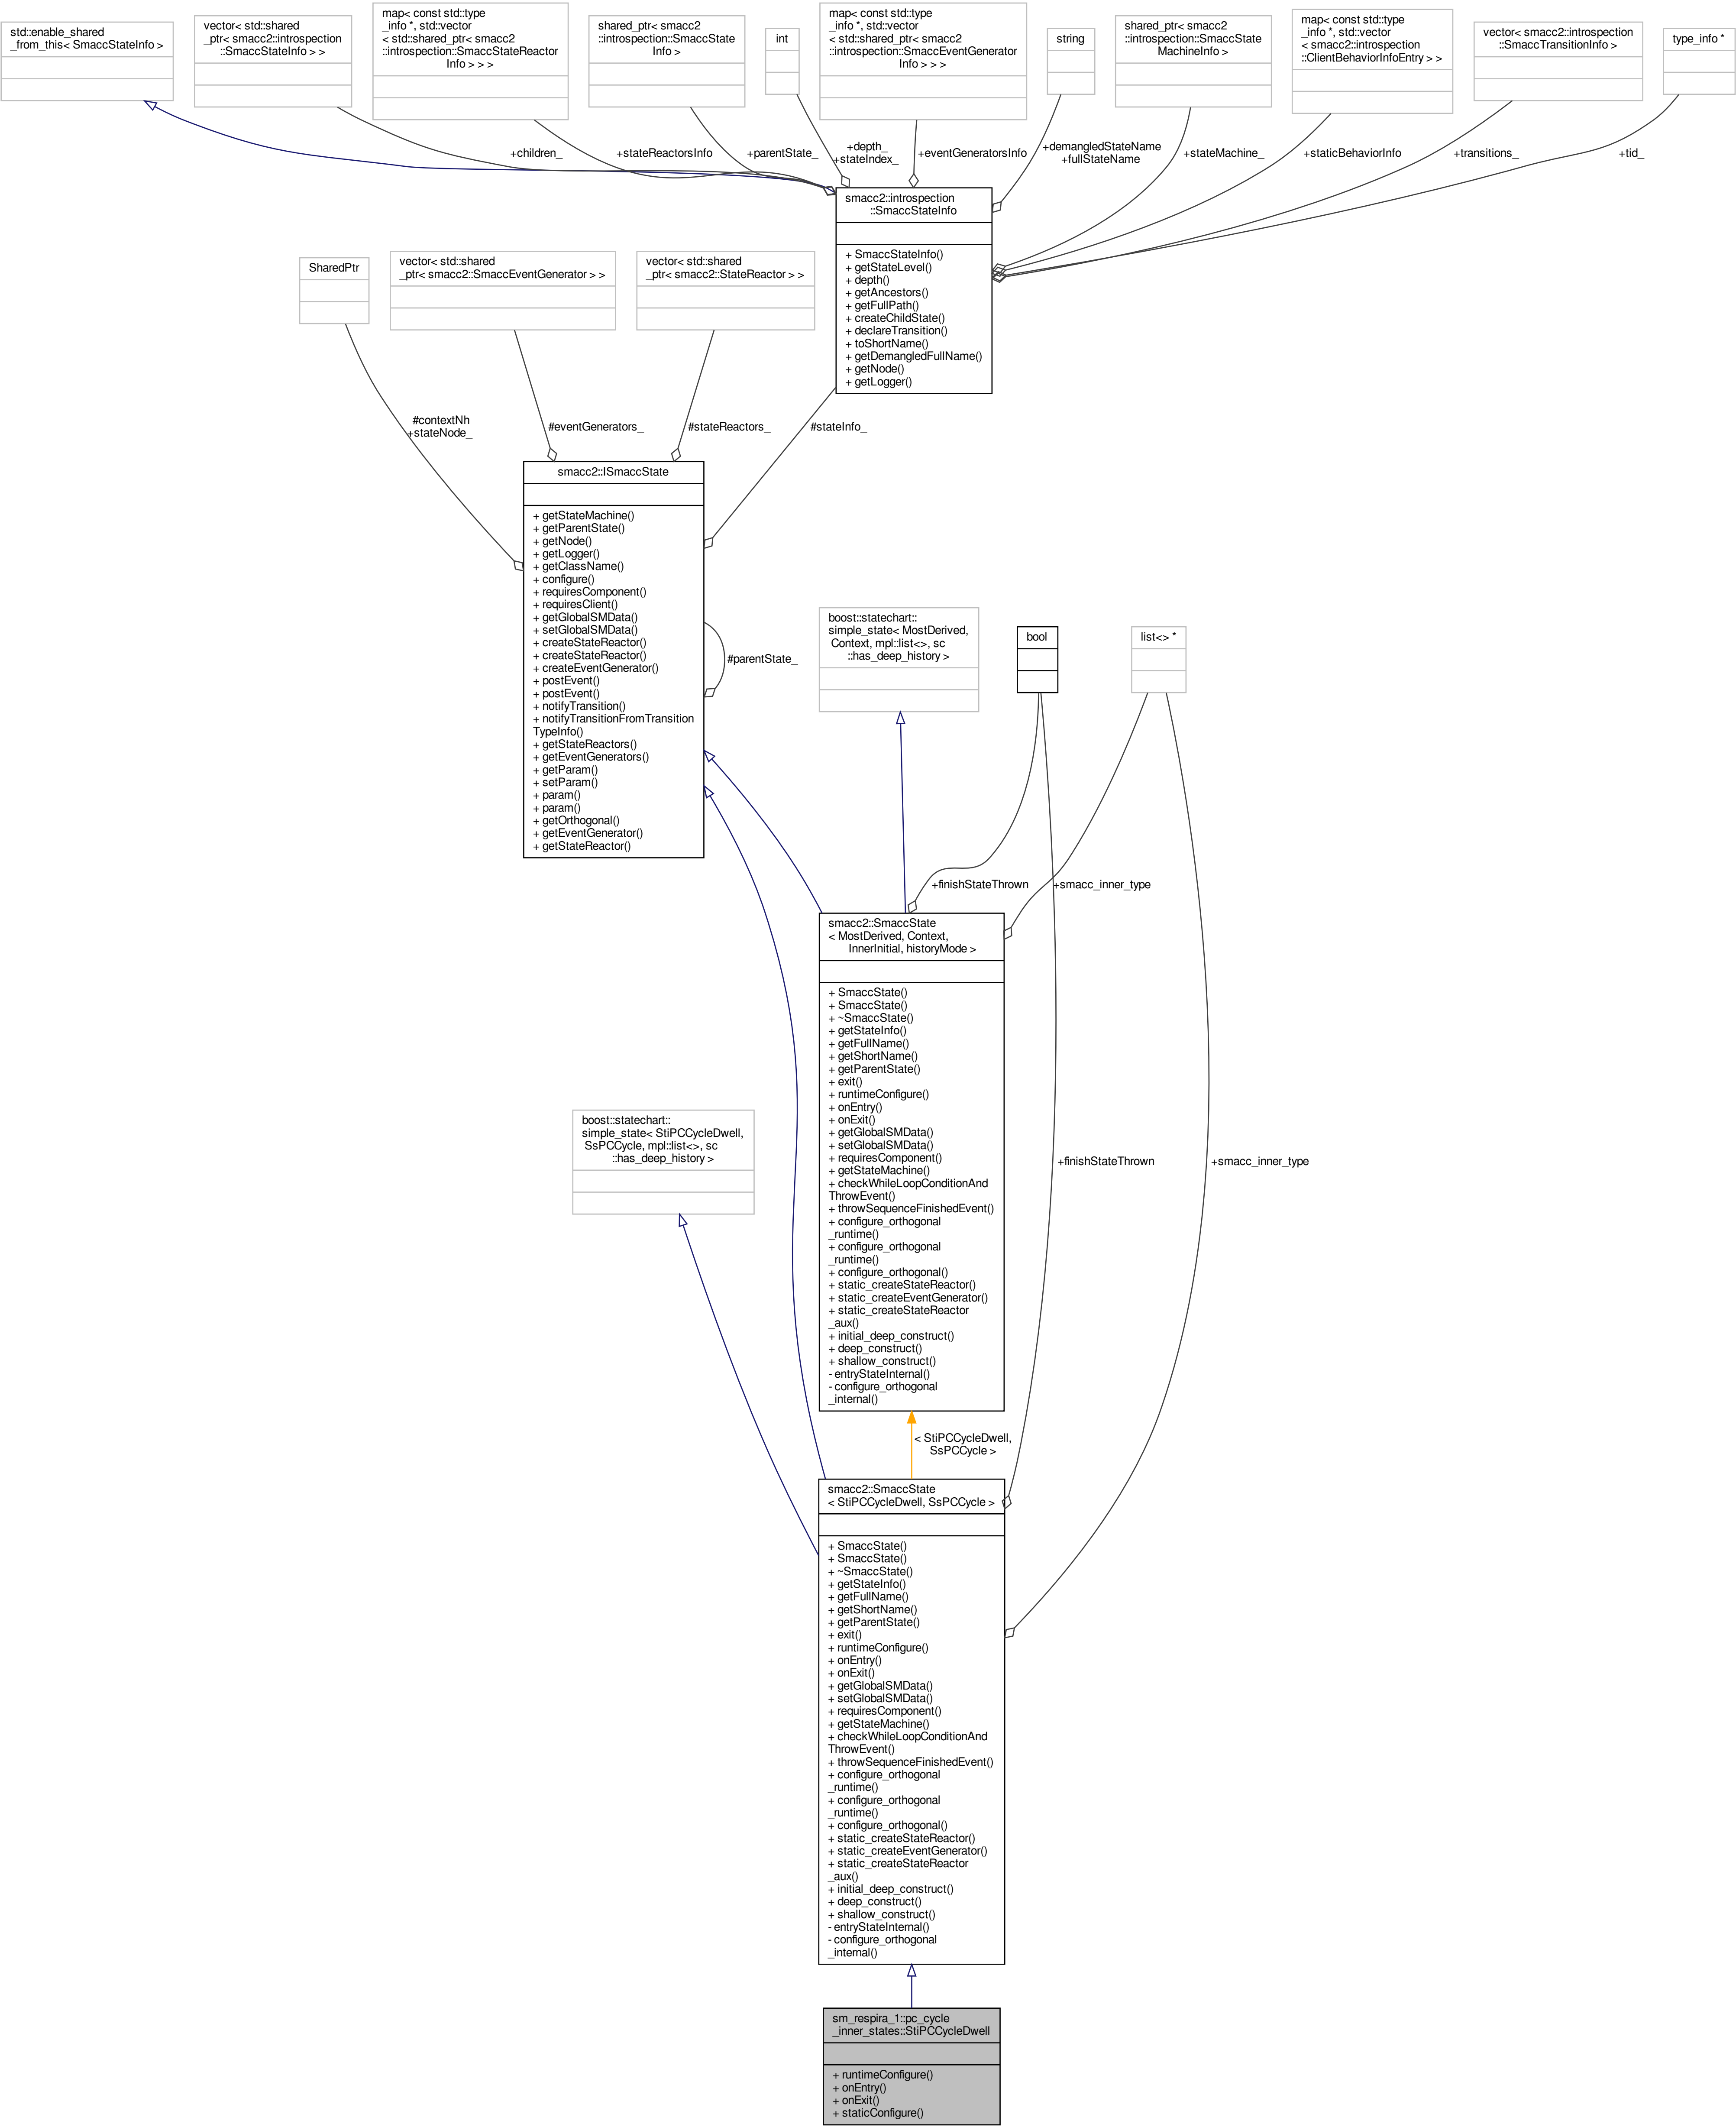 std::enable_shared
_from_this< SmaccStateInfo >
vector< std::shared
_ptr< smacc2::introspection
::SmaccStateInfo > >
map< const std::type
_info *, std::vector
< std::shared_ptr< smacc2
::introspection::SmaccStateReactor
Info > > >
shared_ptr< smacc2
::introspection::SmaccState
Info >
int
map< const std::type
_info *, std::vector
< std::shared_ptr< smacc2
::introspection::SmaccEventGenerator
Info > > >
string
shared_ptr< smacc2
::introspection::SmaccState
MachineInfo >
map< const std::type
_info *, std::vector
< smacc2::introspection
::ClientBehaviorInfoEntry > >
vector< smacc2::introspection
::SmaccTransitionInfo >
type_info *
+children_
+stateReactorsInfo
+parentState_
+depth_
+stateIndex_
+eventGeneratorsInfo
+demangledStateName
+fullStateName
+stateMachine_
+staticBehaviorInfo
+transitions_
+tid_
smacc2::introspection
::SmaccStateInfo
+ SmaccStateInfo()
+ getStateLevel()
+ depth()
+ getAncestors()
+ getFullPath()
+ createChildState()
+ declareTransition()
+ toShortName()
+ getDemangledFullName()
+ getNode()
+ getLogger()
SharedPtr
vector< std::shared
_ptr< smacc2::SmaccEventGenerator > >
vector< std::shared
_ptr< smacc2::StateReactor > >
#contextNh
+stateNode_
#eventGenerators_
#stateReactors_
#stateInfo_
smacc2::ISmaccState
+ getStateMachine()
+ getParentState()
+ getNode()
+ getLogger()
+ getClassName()
+ configure()
+ requiresComponent()
+ requiresClient()
+ getGlobalSMData()
+ setGlobalSMData()
+ createStateReactor()
+ createStateReactor()
+ createEventGenerator()
+ postEvent()
+ postEvent()
+ notifyTransition()
+ notifyTransitionFromTransition
TypeInfo()
+ getStateReactors()
+ getEventGenerators()
+ getParam()
+ setParam()
+ param()
+ param()
+ getOrthogonal()
+ getEventGenerator()
+ getStateReactor()
#parentState_
boost::statechart::
simple_state< MostDerived,
Context, mpl::list<>, sc
::has_deep_history >
bool
list<> *
+finishStateThrown
+smacc_inner_type
smacc2::SmaccState
< MostDerived, Context,
InnerInitial, historyMode >
+ SmaccState()
+ SmaccState()
+ ~SmaccState()
+ getStateInfo()
+ getFullName()
+ getShortName()
+ getParentState()
+ exit()
+ runtimeConfigure()
+ onEntry()
+ onExit()
+ getGlobalSMData()
+ setGlobalSMData()
+ requiresComponent()
+ getStateMachine()
+ checkWhileLoopConditionAnd
ThrowEvent()
+ throwSequenceFinishedEvent()
+ configure_orthogonal
_runtime()
+ configure_orthogonal
_runtime()
+ configure_orthogonal()
+ static_createStateReactor()
+ static_createEventGenerator()
+ static_createStateReactor
_aux()
+ initial_deep_construct()
+ deep_construct()
+ shallow_construct()
- entryStateInternal()
- configure_orthogonal
_internal()
boost::statechart::
simple_state< StiPCCycleDwell,
SsPCCycle, mpl::list<>, sc
::has_deep_history >
+finishStateThrown
+smacc_inner_type
< StiPCCycleDwell,
SsPCCycle >
smacc2::SmaccState
< StiPCCycleDwell, SsPCCycle >
+ SmaccState()
+ SmaccState()
+ ~SmaccState()
+ getStateInfo()
+ getFullName()
+ getShortName()
+ getParentState()
+ exit()
+ runtimeConfigure()
+ onEntry()
+ onExit()
+ getGlobalSMData()
+ setGlobalSMData()
+ requiresComponent()
+ getStateMachine()
+ checkWhileLoopConditionAnd
ThrowEvent()
+ throwSequenceFinishedEvent()
+ configure_orthogonal
_runtime()
+ configure_orthogonal
_runtime()
+ configure_orthogonal()
+ static_createStateReactor()
+ static_createEventGenerator()
+ static_createStateReactor
_aux()
+ initial_deep_construct()
+ deep_construct()
+ shallow_construct()
- entryStateInternal()
- configure_orthogonal
_internal()
sm_respira_1::pc_cycle
_inner_states::StiPCCycleDwell
+ runtimeConfigure()
+ onEntry()
+ onExit()
+ staticConfigure()